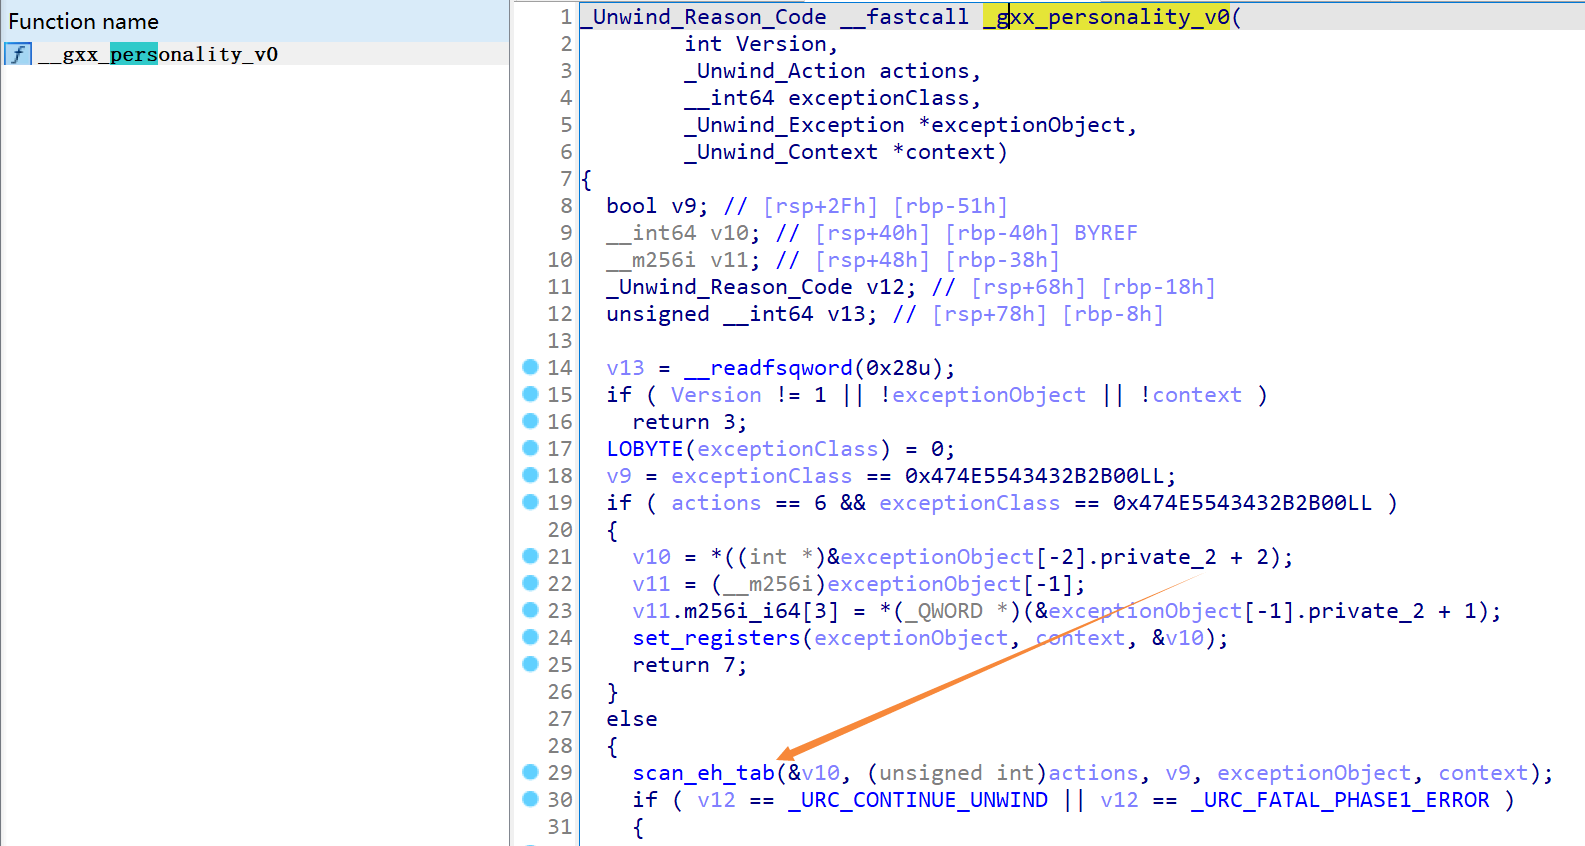 Function name
f __gxx_personality_v0
1 _Unwind_Reason_Code __fastcall _gxx_personality_v0(
2 int Version,
3 _Unwind_Action actions,
4 __int64 exceptionClass,
5 _Unwind_Exception *exceptionObject,
6 _Unwind_Context *context)
7 {
8 bool v9; // [rsp+2Fh] [rbp-51h]
9 __int64 v10; // [rsp+40h] [rbp-40h] BYREF
10 __m256i v11; // [rsp+48h] [rbp-38h]
11 _Unwind_Reason_Code v12; // [rsp+68h] [rbp-18h]
12 unsigned __int64 v13; // [rsp+78h] [rbp-8h]
13
14 v13 = __readfsqword(0x28u);
15 if ( Version != 1 || !exceptionObject || !context )
16 return 3;
17 LOBYTE(exceptionClass) = 0;
18 v9 = exceptionClass == 0x474E5543432B2B00LL;
19 if ( actions == 6 && exceptionClass == 0x474E5543432B2B00LL )
20 {
21 v10 = *((int *)&exceptionObject[-2].private_2 + 2);
22 v11 = (__m256i)exceptionObject[-1];
23 v11.m256i_i64[3] = *(_QWORD *)(&exceptionObject[-1].private_2 + 1);
24 set_registers(exceptionObject, context, &v10);
25 return 7;
26 }
27 else
28 {
29 scan_eh_tab(&v10, (unsigned int)actions, v9, exceptionObject, context);
30 if ( v12 == _URC_CONTINUE_UNWIND || v12 == _URC_FATAL_PHASE1_ERROR )
31 {